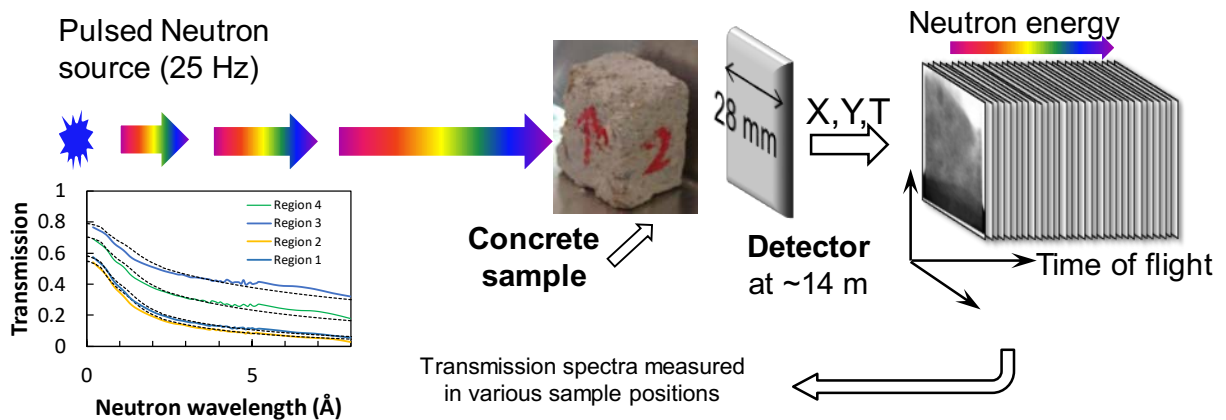 Pulsed Neutron
source (25 Hz)
Neutron energy
28 mm
X,Y,T
1
2
Concrete
sample
Detector
at ~14 m
Time of flight
Transmission spectra measured
in various sample positions
1
0.8
0.6
0.4
0.2
0
Transmission
Region 4
Region 3
Region 2
Region 1
0
5
Neutron wavelength (Å)